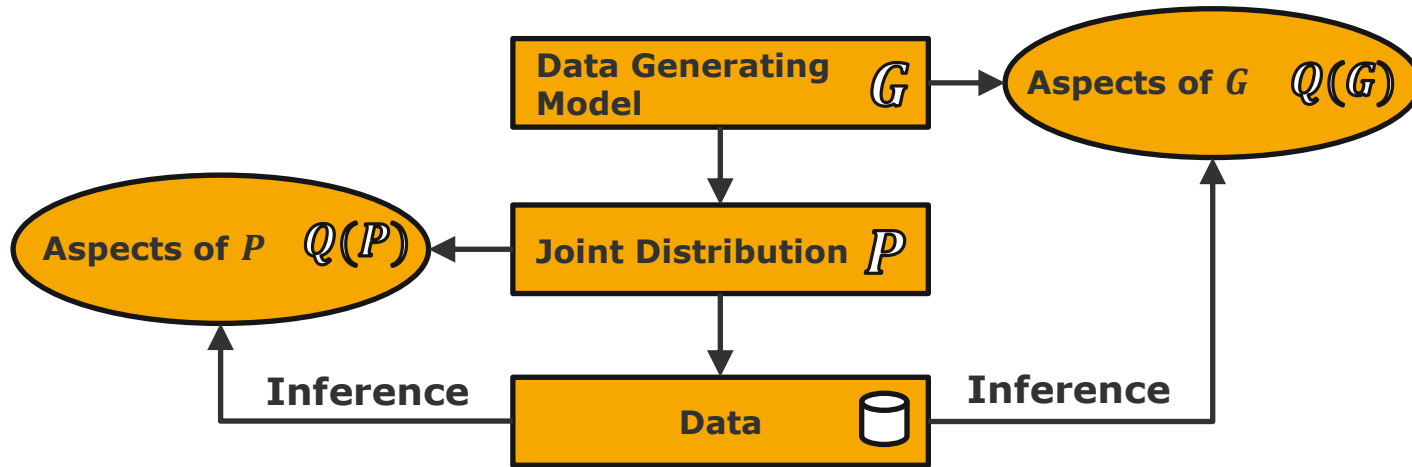 Data Generating
Model G
Aspects of G Q(G)
Aspects of P Q(P)
Joint Distribution P
Inference
Data
Inference